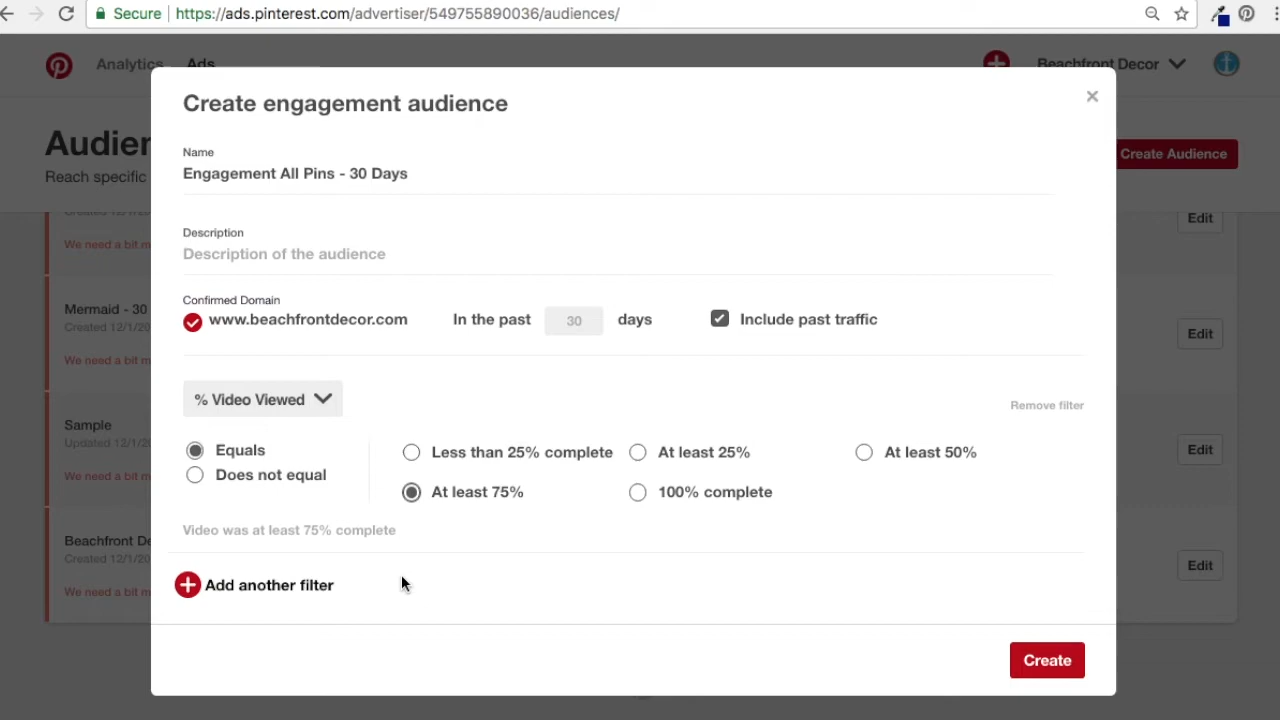 Secure https://ads.pinterest.com/advertiser/549755890036/audiences/
Analytics Ads Beachfront Decor
Create engagement audience
Audien
Create Audience
Name
Reach specific
Engagement All Pins - 30 Days
Created 12/1/20
Edit
Description
We need a bit m
Description of the audience
Confirmed Domain
Mermaid - 30
www.beachfrontdecor.com In the past 30 days Include past traffic
Created 12/1/20
Edit
We need a bit m
% Video Viewed
Remove filter
Sample
Updated 12/1/20
Edit
Equals Less than 25% complete At least 25% At least 50%
Does not equal
We need a bit m
At least 75% 100% complete
Video was at least 75% complete
Beachfront De
Created 12/1/20
Edit
Add another filter
We need a bit m
Create